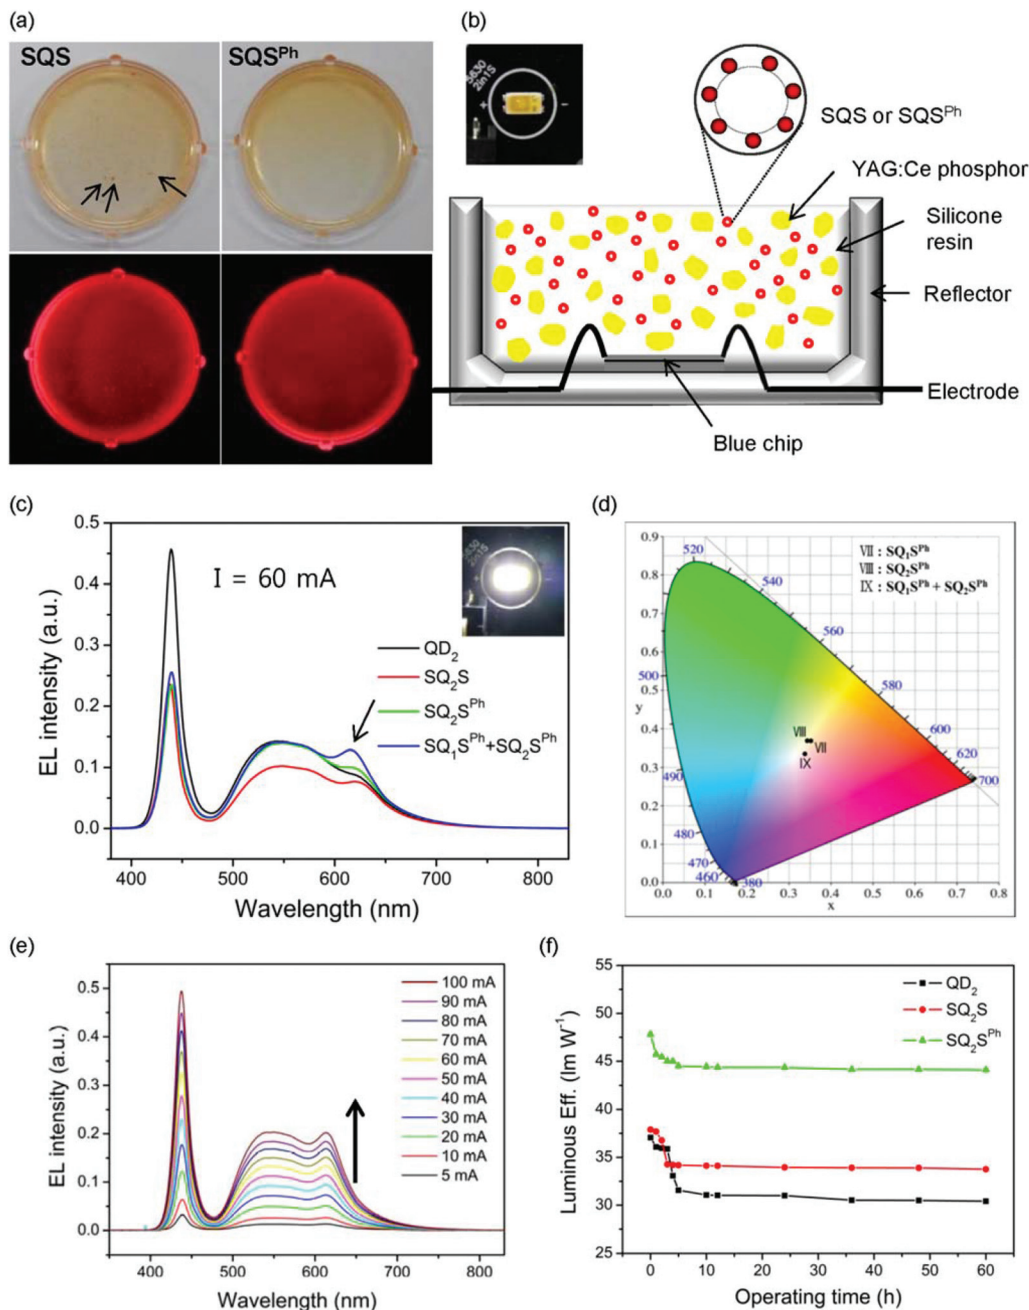 (a)
SQS
SQS^Ph
(b)
5630
2in1S
+
-
SQS or SQS^Ph
YAG:Ce phosphor
Silicone
resin
Reflector
Electrode
Blue chip
(c)
I = 60 mA
5630
2in1S
QD₂
SQ₂S
SQ₂S^Ph
SQ₁S^Ph+SQ₂S^Ph
EL intensity (a.u.)
0.5
0.4
0.3
0.2
0.1
0.0
400 500 600 700 800
Wavelength (nm)
(d)
Ⅶ : SQ₁S^Ph
Ⅷ : SQ₂S^Ph
Ⅸ : SQ₁S^Ph + SQ₂S^Ph
0.9
0.8
0.7
0.6
0.5
y
0.4
0.3
0.2
0.1
0.0
520
540
560
500
580
600
620
700
490
480
470
460
380
Ⅷ
Ⅶ
Ⅸ
0.0 0.1 0.2 0.3 0.4 0.5 0.6 0.7 0.8
x
(e)
100 mA
90 mA
80 mA
70 mA
60 mA
50 mA
40 mA
30 mA
20 mA
10 mA
5 mA
EL intensity (a.u.)
0.5
0.4
0.3
0.2
0.1
0.0
400 500 600 700 800
Wavelength (nm)
(f)
QD₂
SQ₂S
SQ₂S^Ph
Luminous Eff. (lm W⁻¹)
55
50
45
40
35
30
25
0 10 20 30 40 50 60
Operating time (h)